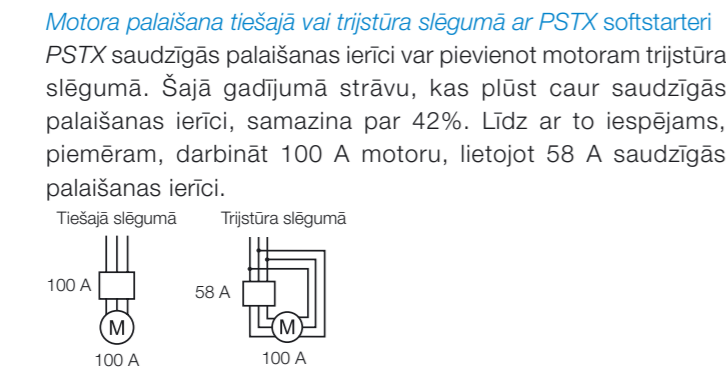 Motora palaišana tiešajā vai trijstūra slēgumā ar PSTX softstarteri
PSTX saudzīgās palaišanas ierīci var pievienot motoram trijstūra
slēgumā. Šajā gadījumā strāvu, kas plūst caur saudzīgās
palaišanas ierīci, samazina par 42%. Līdz ar to iespējams,
piemēram, darbināt 100 A motoru, lietojot 58 A saudzīgās
palaišanas ierīci.
Tiešajā slēgumā Trijstūra slēgumā
100 A 58 A
M M
100 A 100 A